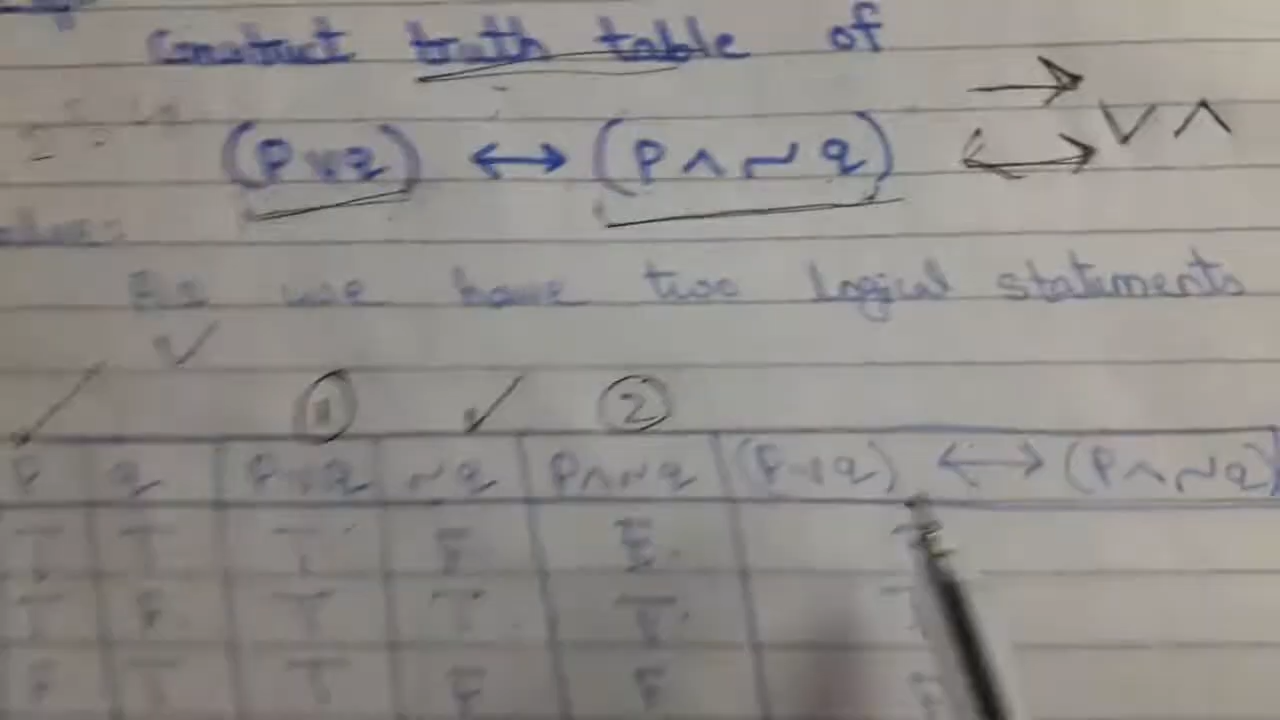 Construct truth table of
→
(P ∨ q) ↔ (P ∧ ~ q) ↔ ∨ ∧
As we have two logical statements
✓ ✓ 1 ✓ 2
P q P ∨ q ~ q P ∧ ~ q (P ∨ q) ↔ (P ∧ ~ q)
T T T F F
T F T T T T
F T T F F F